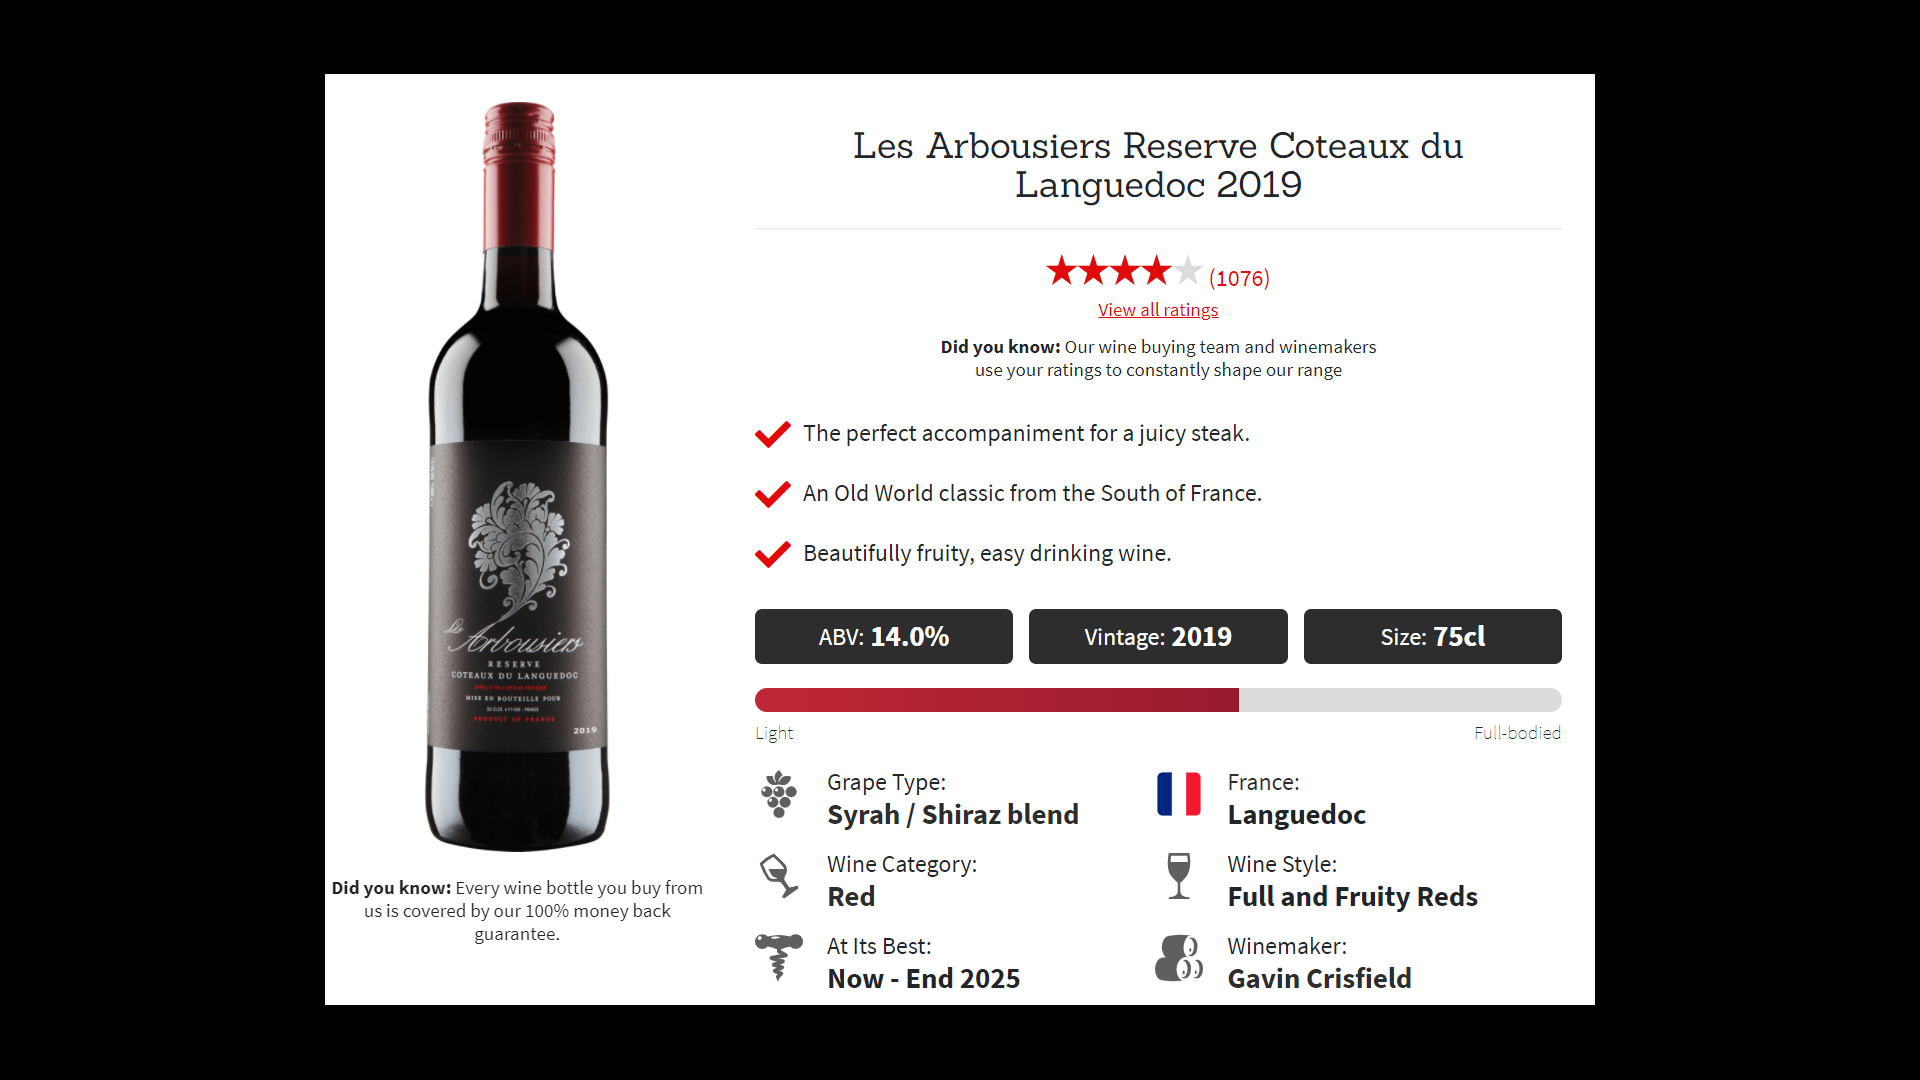 Les Arbousiers Reserve Coteaux du
Languedoc 2019
(1076)
View all ratings
Did you know: Our wine buying team and winemakers
use your ratings to constantly shape our range
The perfect accompaniment for a juicy steak.
An Old World classic from the South of France.
Beautifully fruity, easy drinking wine.
ABV: 14.0%
Vintage: 2019
Size: 75cl
Light
Full-bodied
Grape Type:
Syrah / Shiraz blend
France:
Languedoc
Wine Category:
Red
Wine Style:
Full and Fruity Reds
At Its Best:
Now - End 2025
Winemaker:
Gavin Crisfield
Les
Arbousiers
RESERVE
COTEAUX DU LANGUEDOC
MISE EN BOUTEILLE POUR
PRODUCT OF FRANCE
2019
Did you know: Every wine bottle you buy from
us is covered by our 100% money back
guarantee.